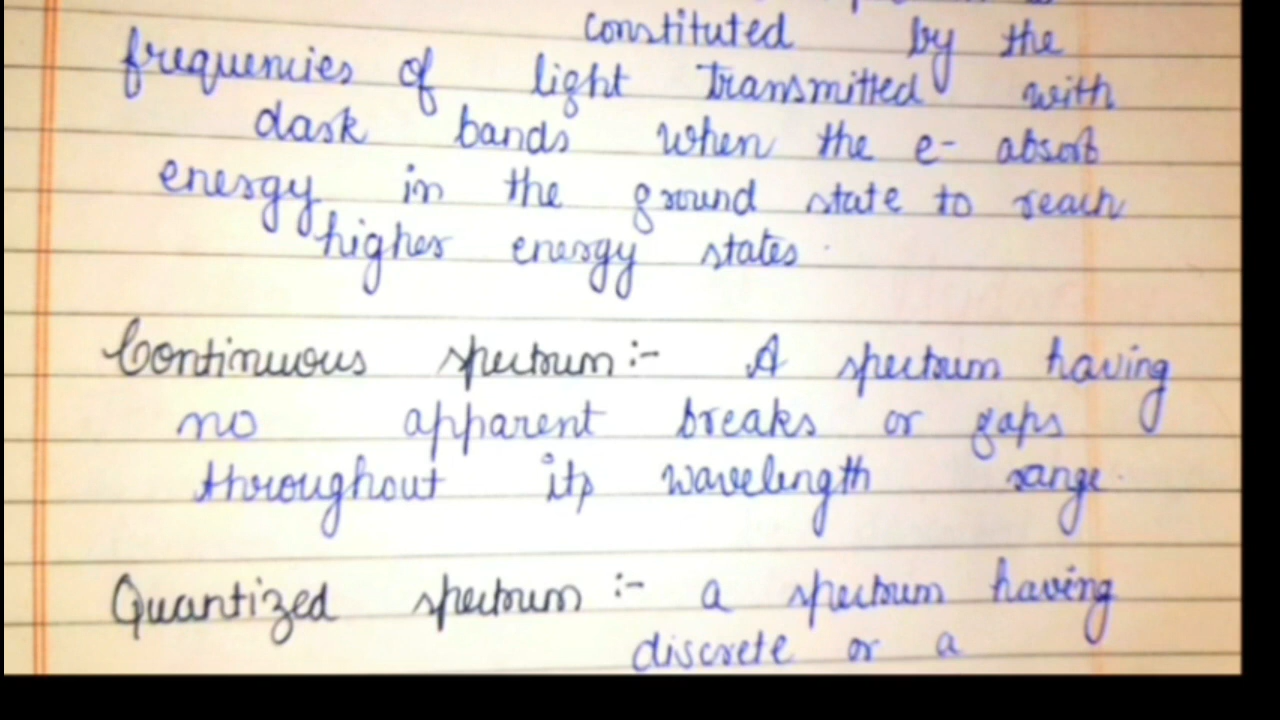 constituted by the
frequencies of light transmitted with
dark bands when the e- absorb
energy in the ground state to reach
higher energy states.
Continuous spectrum :- A spectrum having
no apparent breaks or gaps
throughout its wavelength range.
Quantized spectrum :- a spectrum having
discrete or a